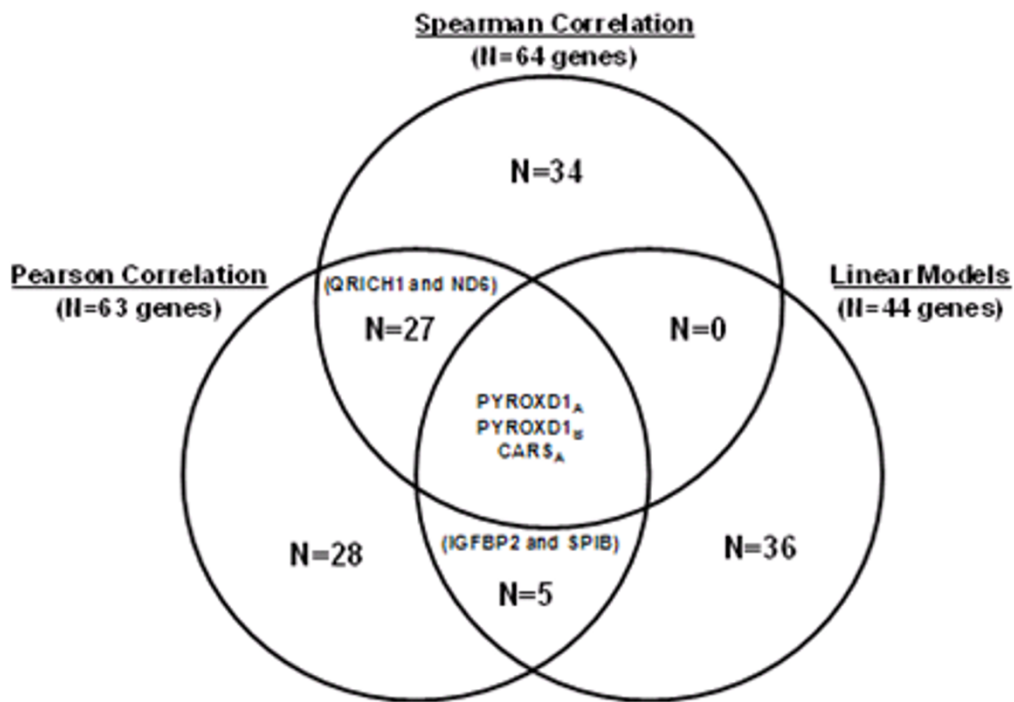 Spearman Correlation
(N=64 genes)
N=34
Pearson Correlation
(N=63 genes)
(QRICH1 and ND6)
N=27
N=0
Linear Models
(N=44 genes)
PYROXD1A
PYROXD1B
CARSA
N=28
(IGFBP2 and SPIB)
N=5
N=36